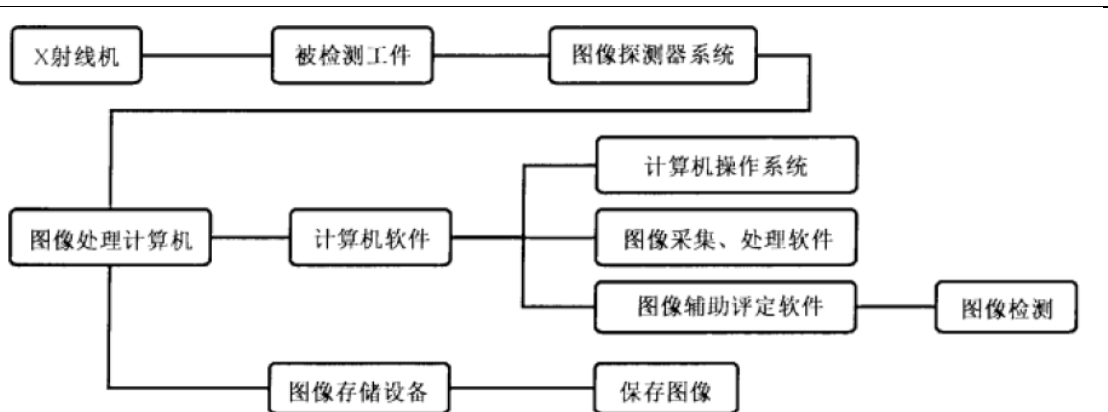 X射线机
被检测工件
图像探测器系统
计算机操作系统
图像处理计算机
计算机软件
图像采集、处理软件
图像辅助评定软件
图像检测
图像存储设备
保存图像